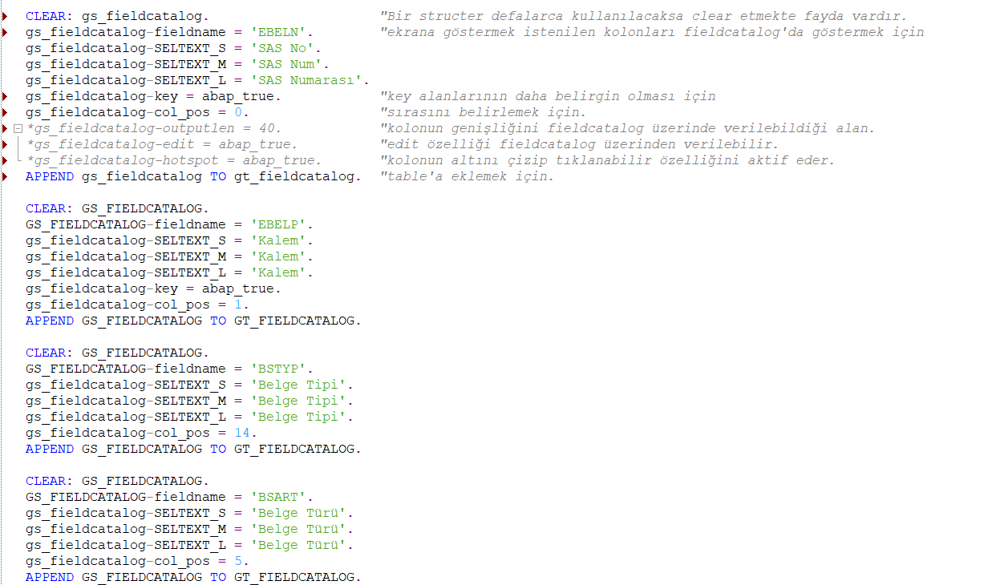 CLEAR: gs_fieldcatalog. "Bir structer defalarca kullanılacaksa clear etmekte fayda vardır.
gs_fieldcatalog-fieldname = 'EBELN'. "ekrana göstermek istenilen kolonları fieldcatalog'da göstermek için
gs_fieldcatalog-SELTEXT_S = 'SAS No'.
gs_fieldcatalog-SELTEXT_M = 'SAS Num'.
gs_fieldcatalog-SELTEXT_L = 'SAS Numarası'.
gs_fieldcatalog-key = abap_true. "key alanlarının daha belirgin olması için
gs_fieldcatalog-col_pos = 0. "sırasını belirlemek için.
*gs_fieldcatalog-outputlen = 40. "kolonun genişliğini fieldcatalog üzerinde verilebildiği alan.
*gs_fieldcatalog-edit = abap_true. "edit özelliği fieldcatalog üzerinden verilebilir.
*gs_fieldcatalog-hotspot = abap_true. "kolonun altını çizip tıklanabilir özelliğini aktif eder.
APPEND gs_fieldcatalog TO gt_fieldcatalog. "table'a eklemek için.
CLEAR: GS_FIELDCATALOG.
GS_FIELDCATALOG-fieldname = 'EBELP'.
gs_fieldcatalog-SELTEXT_S = 'Kalem'.
gs_fieldcatalog-SELTEXT_M = 'Kalem'.
gs_fieldcatalog-SELTEXT_L = 'Kalem'.
gs_fieldcatalog-key = abap_true.
gs_fieldcatalog-col_pos = 1.
APPEND GS_FIELDCATALOG TO GT_FIELDCATALOG.
CLEAR: GS_FIELDCATALOG.
GS_FIELDCATALOG-fieldname = 'BSTYP'.
gs_fieldcatalog-SELTEXT_S = 'Belge Tipi'.
gs_fieldcatalog-SELTEXT_M = 'Belge Tipi'.
gs_fieldcatalog-SELTEXT_L = 'Belge Tipi'.
gs_fieldcatalog-col_pos = 14.
APPEND GS_FIELDCATALOG TO GT_FIELDCATALOG.
CLEAR: GS_FIELDCATALOG.
GS_FIELDCATALOG-fieldname = 'BSART'.
gs_fieldcatalog-SELTEXT_S = 'Belge Türü'.
gs_fieldcatalog-SELTEXT_M = 'Belge Türü'.
gs_fieldcatalog-SELTEXT_L = 'Belge Türü'.
gs_fieldcatalog-col_pos = 5.
APPEND GS_FIELDCATALOG TO GT_FIELDCATALOG.